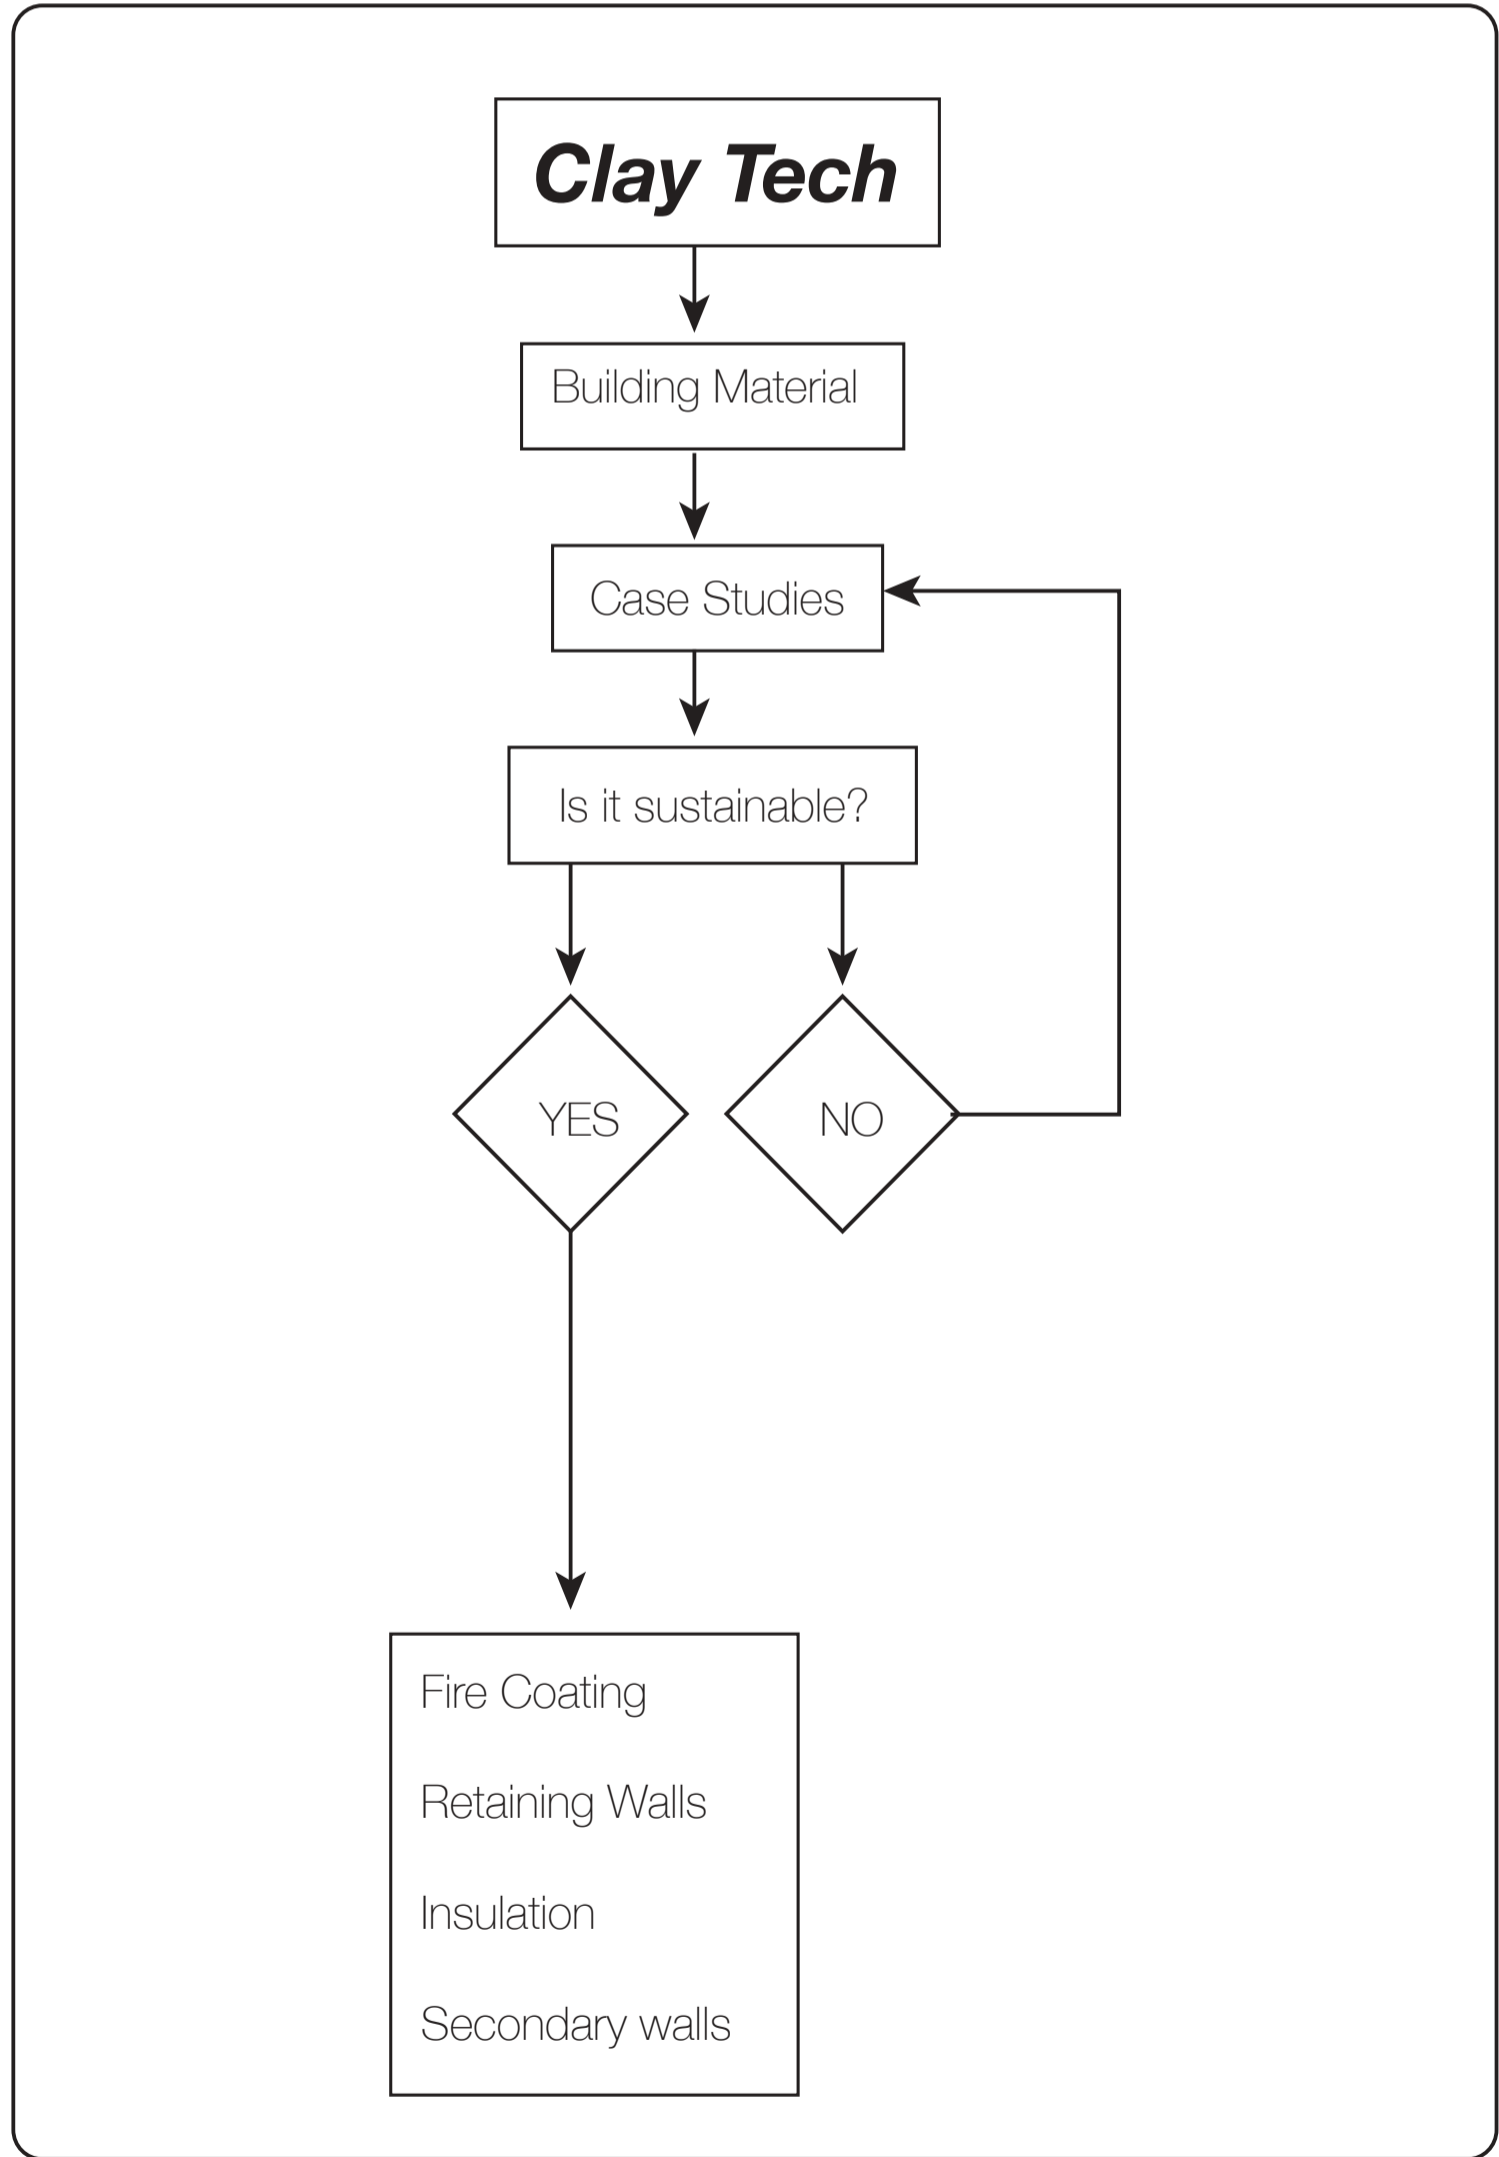 Clay Tech
Building Material
Case Studies
Is it sustainable?
YES
NO
Fire Coating
Retaining Walls
Insulation
Secondary walls